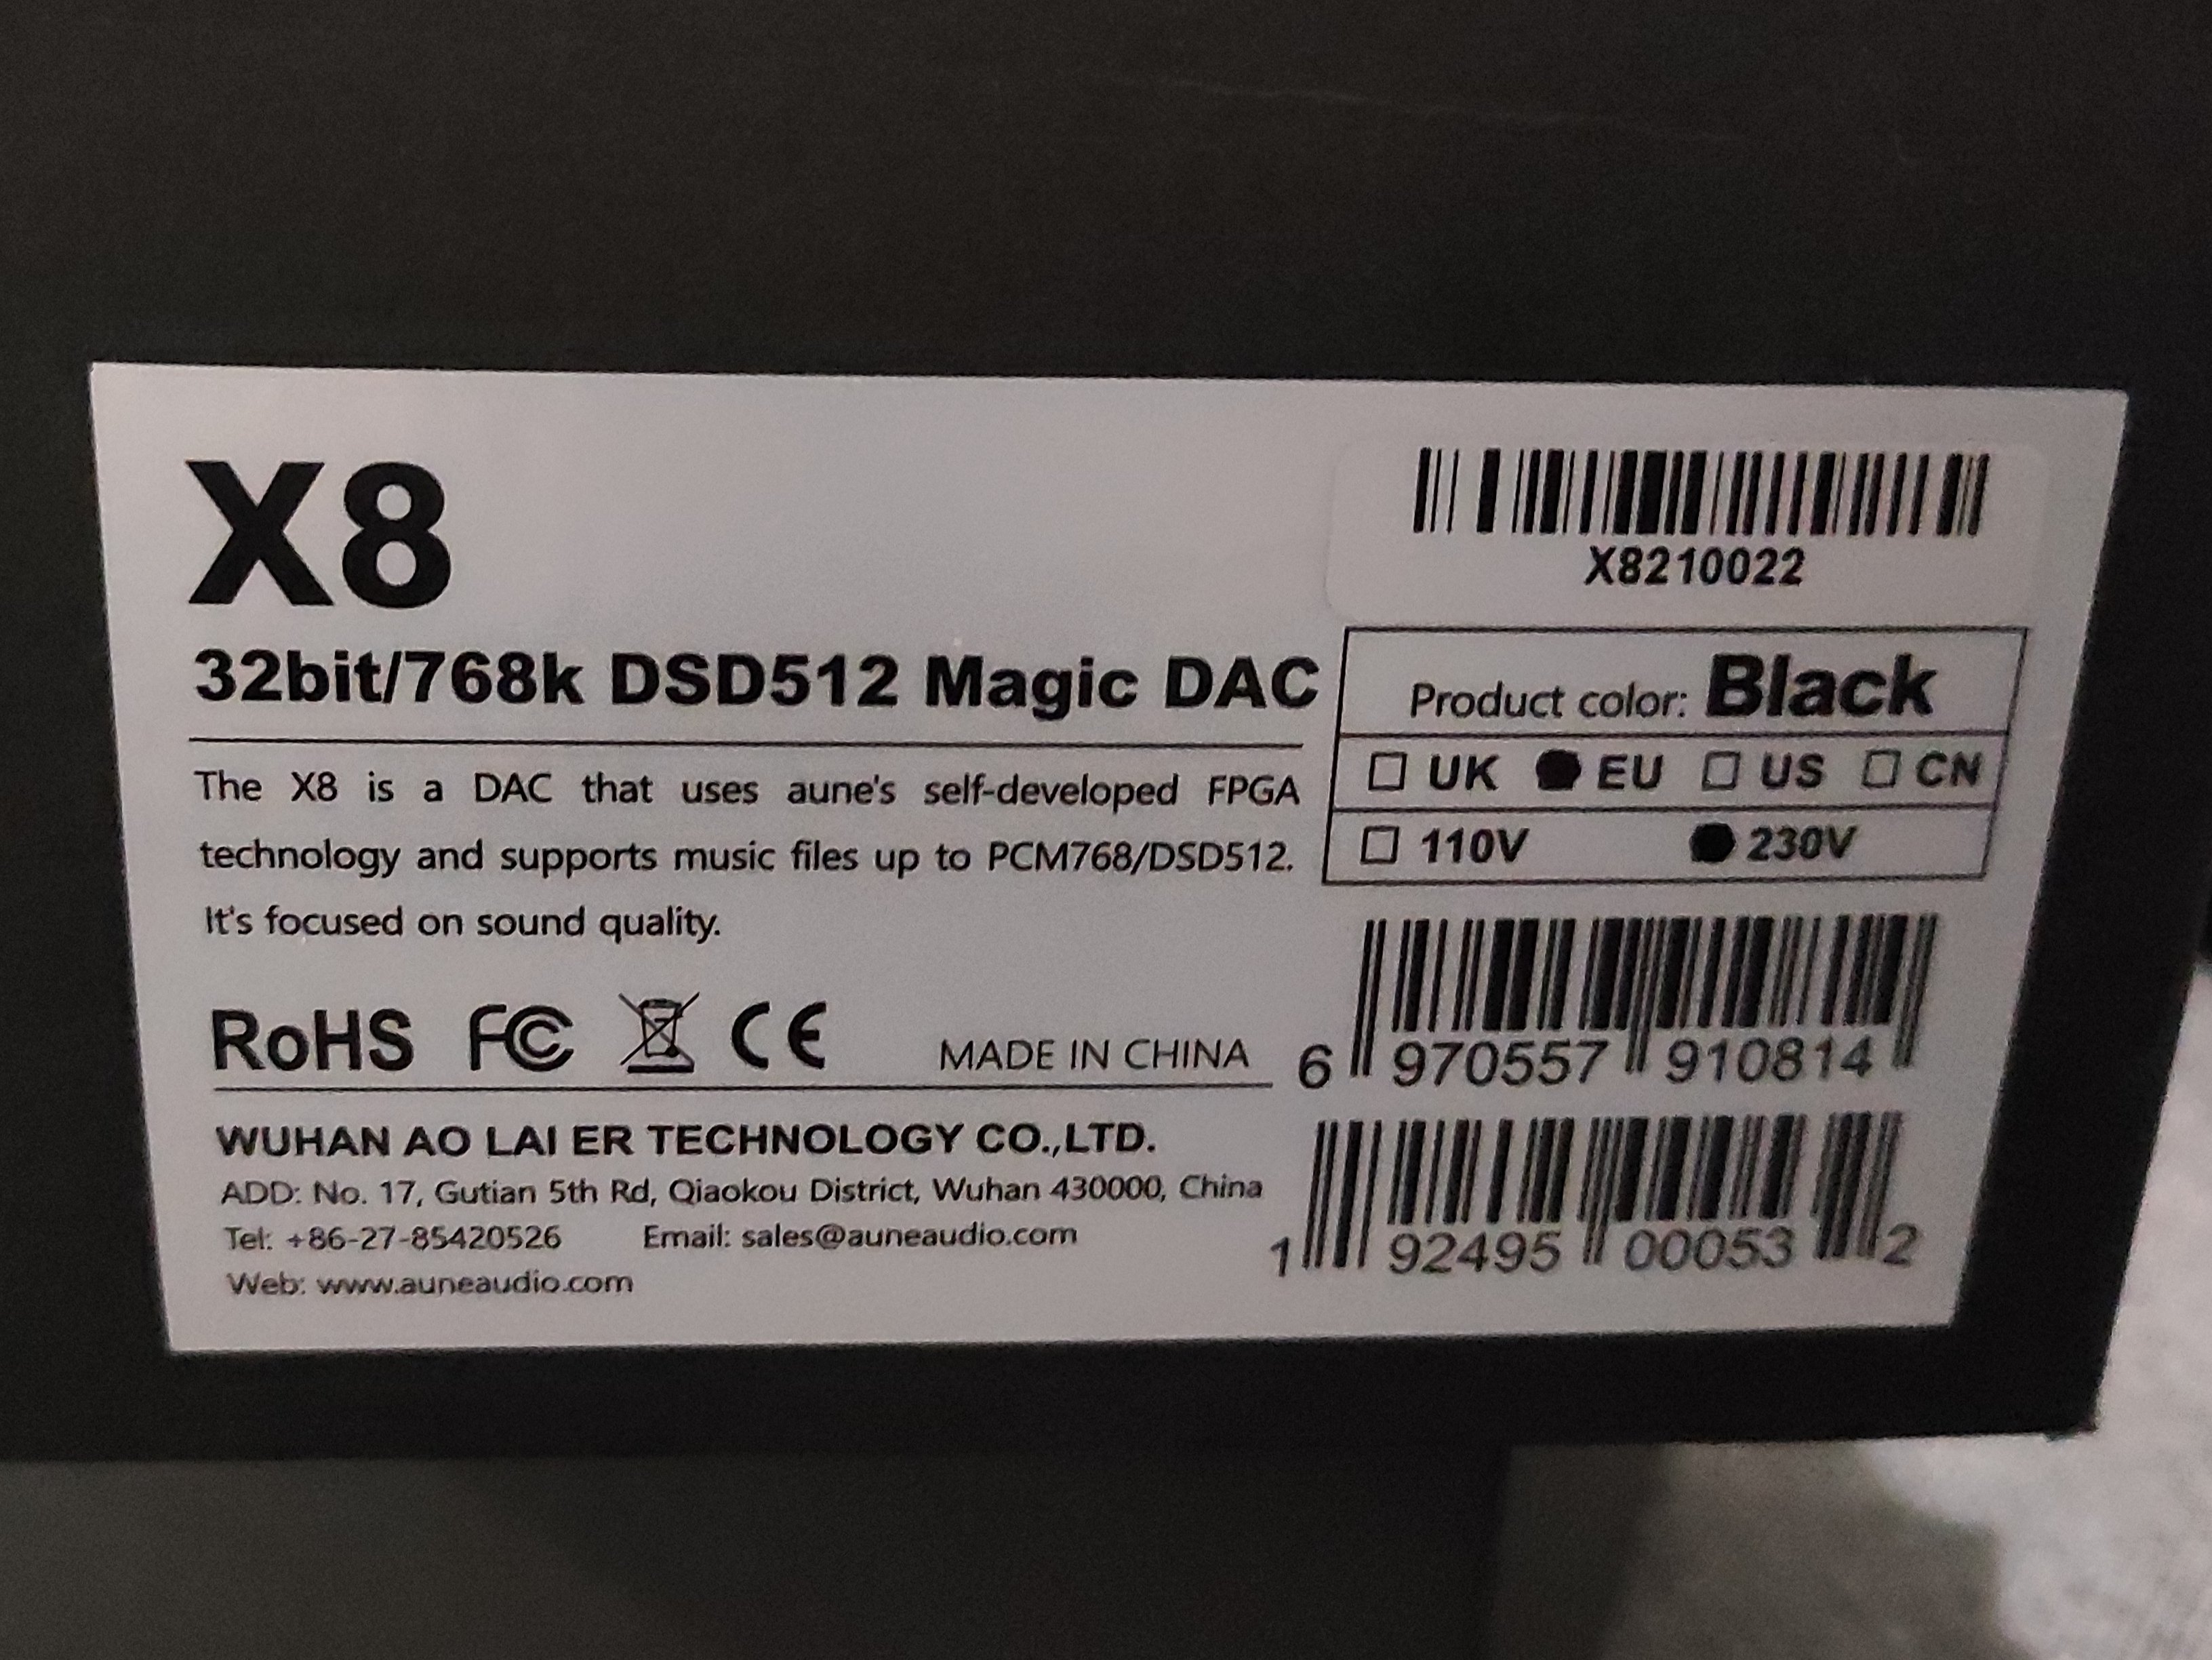 X8
32bit/768k DSD512 Magic DAC
The X8 is a DAC that uses aune's self-developed FPGA
technology and supports music files up to PCM768/DSD512.
It's focused on sound quality.
RoHS FC CE MADE IN CHINA
WUHAN AO LAI ER TECHNOLOGY CO.,LTD.
ADD: No. 17, Gutian 5th Rd, Qiaokou District, Wuhan 430000, China
Tel: +86-27-85420526 Email: sales@auneaudio.com
Web: www.auneaudio.com
X8210022
Product color: Black
UK EU US CN
110V 230V
6 970557 910814
1 92495 00053 2